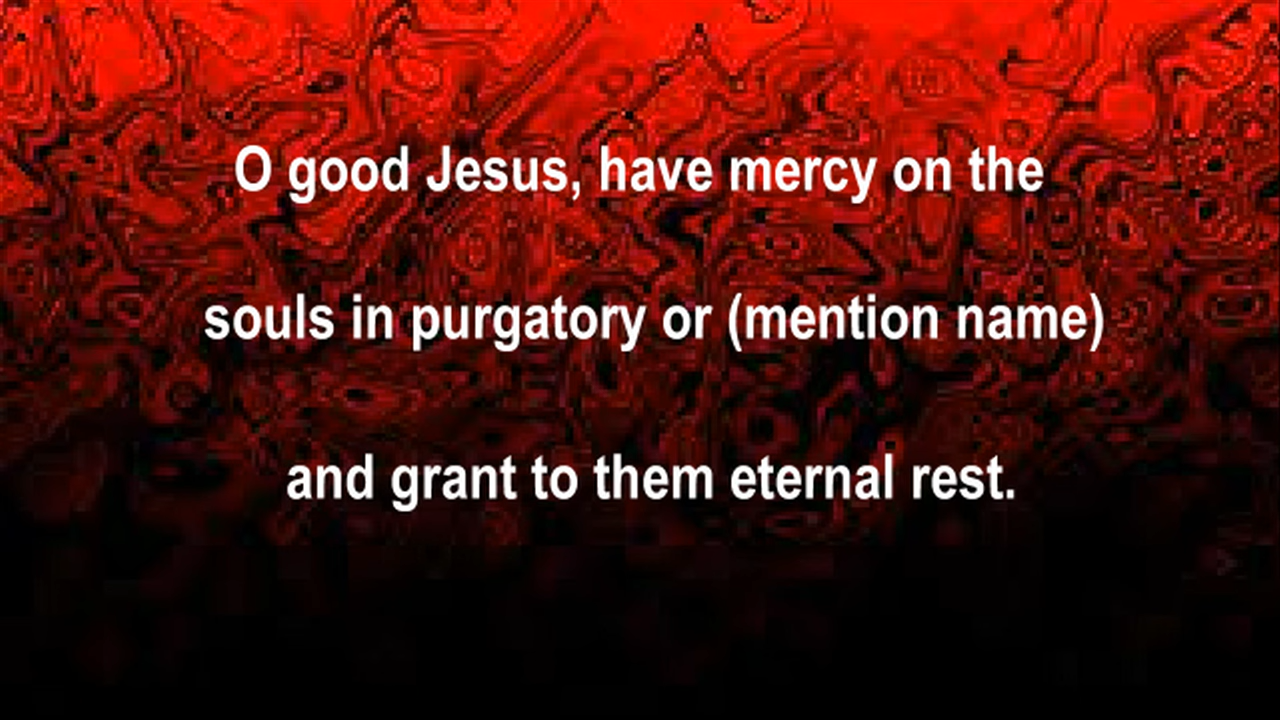 O good Jesus, have mercy on the
souls in purgatory or (mention name)
and grant to them eternal rest.